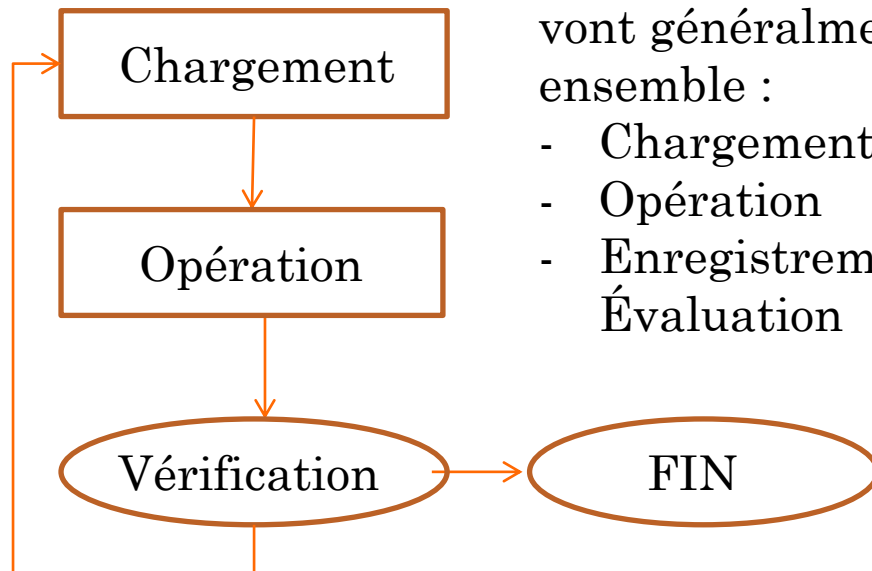 Chargement
Opération
Vérification
FIN
vont généralme
ensemble :
- Chargement
- Opération
- Enregistrem
Évaluation